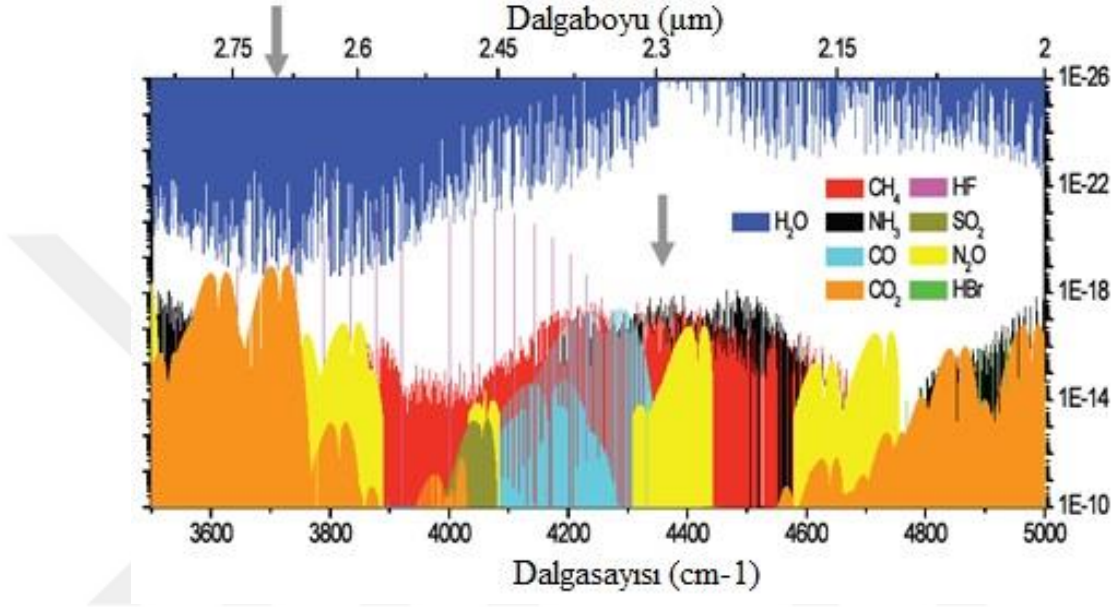 Dalgaboyu (µm)
2.75 2.6 2.45 2.3 2.15 2
1E-26
1E-22
CH₄ HF
H₂O NH₃ SO₂
CO N₂O
CO₂ HBr
1E-18
1E-14
1E-10
3600 3800 4000 4200 4400 4600 4800 5000
Dalgasayısı (cm-1)